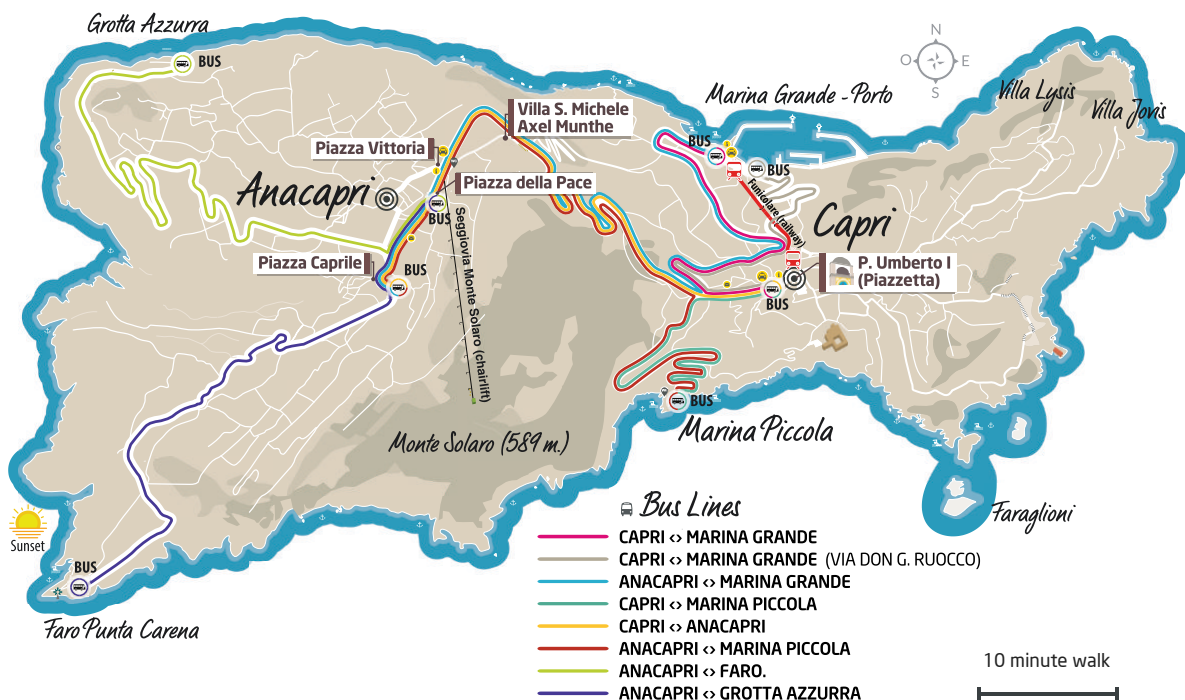 Grotta Azzurra
BUS
N
O
E
S
Marina Grande - Porto
Villa Lysis
Villa Jovis
Villa S. Michele
Axel Munthe
Piazza Vittoria
BUS
BUS
Anacapri
Piazza della Pace
BUS
Funicolare (railway)
Capri
Seggiovia Monte Solaro (chairlift)
Piazza Caprile
BUS
P. Umberto I
(Piazzetta)
BUS
BUS
Marina Piccola
Monte Solaro (589 m.)
Faraglioni
Sunset
BUS
Faro Punta Carena
Bus Lines
CAPRI <> MARINA GRANDE
CAPRI <> MARINA GRANDE (VIA DON G. RUOCCO)
ANACAPRI <> MARINA GRANDE
CAPRI <> MARINA PICCOLA
CAPRI <> ANACAPRI
ANACAPRI <> MARINA PICCOLA
ANACAPRI <> FARO.
ANACAPRI <> GROTTA AZZURRA
10 minute walk